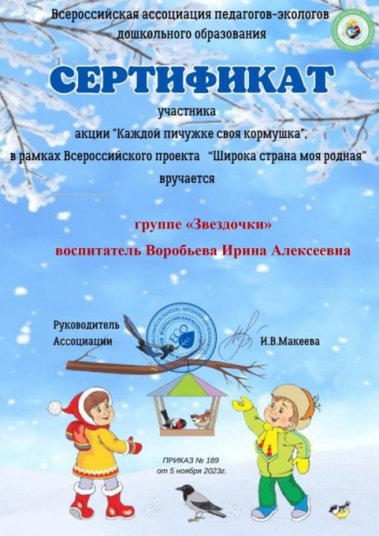 Всероссийская ассоциация педагогов-экологов
дошкольного образования
СЕРТИФИКАТ
участника
акции "Каждой пичужке своя кормушка",
в рамках Всероссийского проекта "Широка страна моя родная"
вручается
группе «Звездочки»
воспитатель Воробьева Ирина Алексеевна
Руководитель
Ассоциации
И.В.Макеева
ПРИКАЗ № 189
от 5 ноября 2023г.